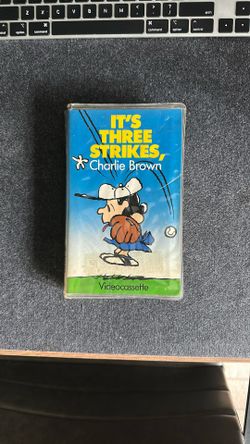 IT'S
THREE
STRIKES,
Charlie Brown
Videocassette